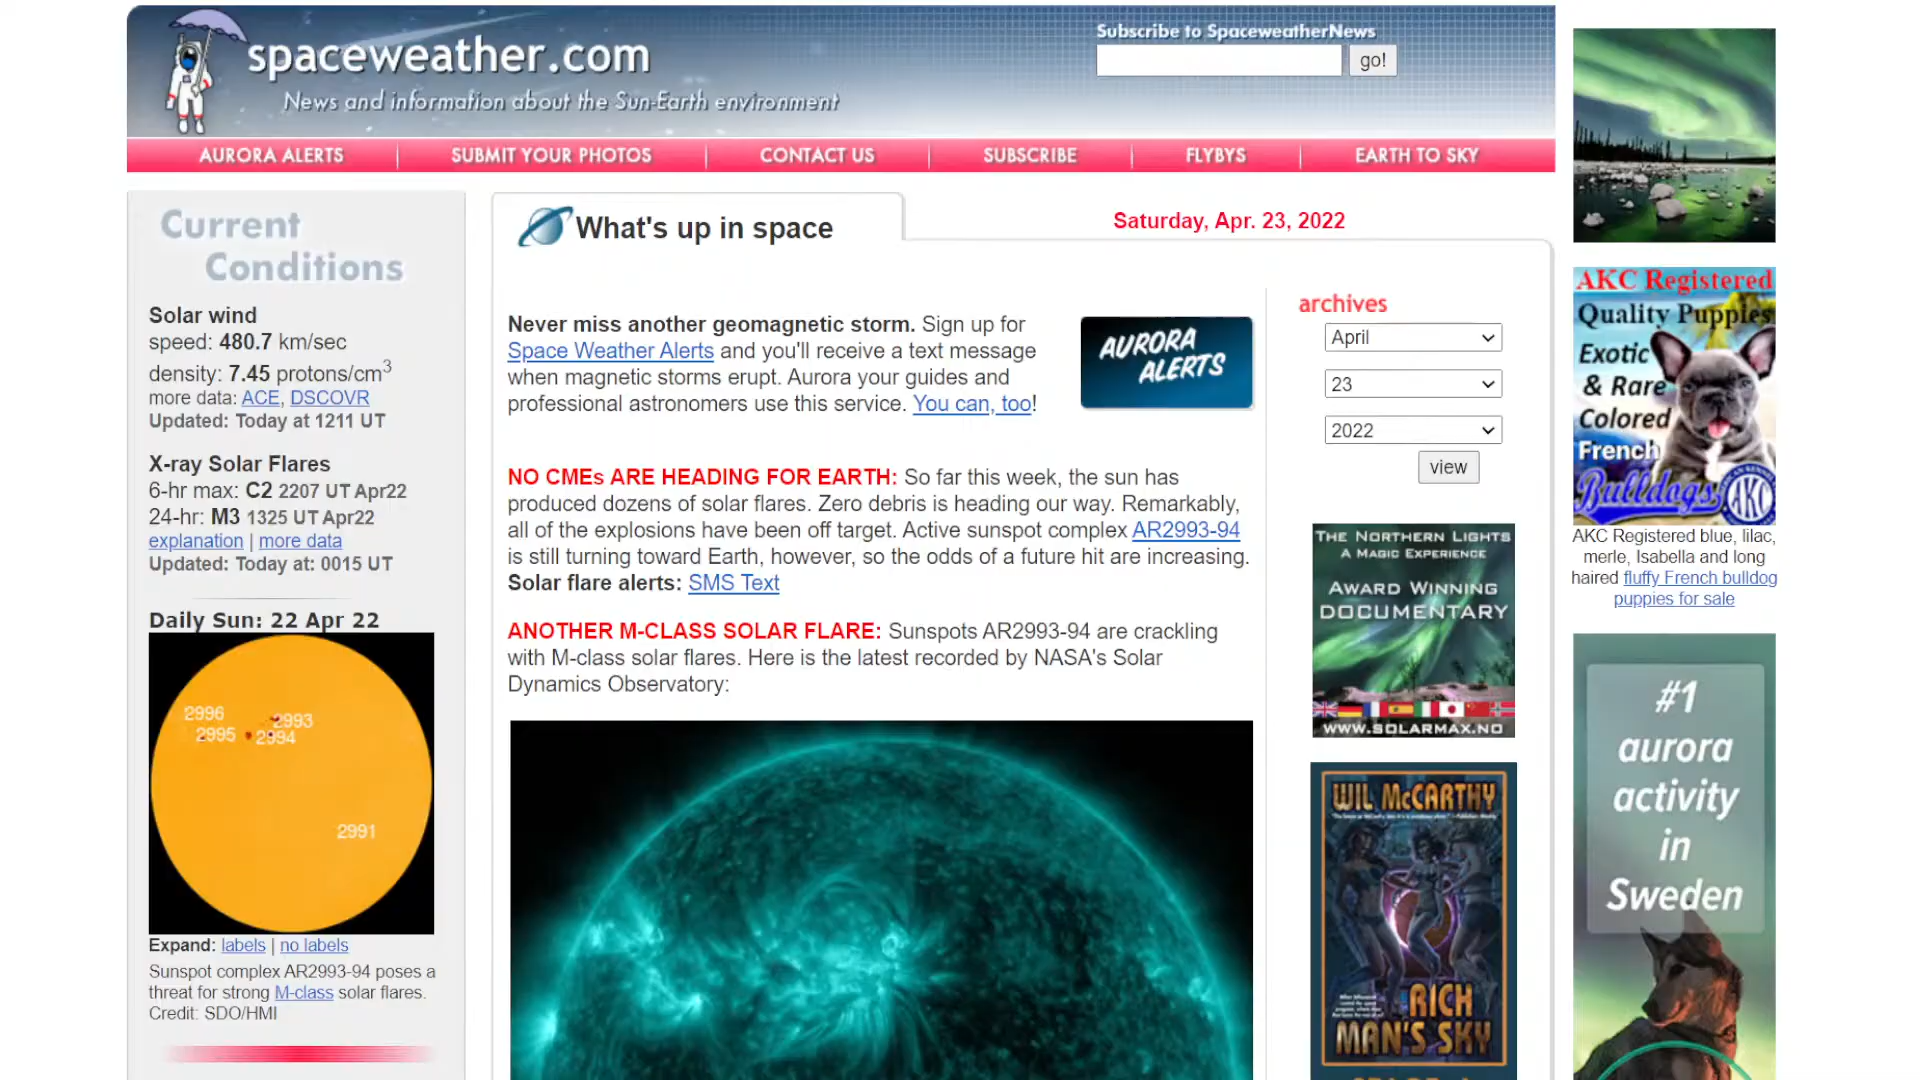 spaceweather.com
News and information about the Sun-Earth environment
Subscribe to SpaceweatherNews
go!
AURORA ALERTS
SUBMIT YOUR PHOTOS
CONTACT US
SUBSCRIBE
FLYBYS
EARTH TO SKY
Current
Conditions
Solar wind
speed: 480.7 km/sec
density: 7.45 protons/cm3
more data: ACE, DSCOVR
Updated: Today at 1211 UT
X-ray Solar Flares
6-hr max: C2 2207 UT Apr22
24-hr: M3 1325 UT Apr22
explanation | more data
Updated: Today at: 0015 UT
Daily Sun: 22 Apr 22
2996
2993
2995
2994
2991
Expand: labels | no labels
Sunspot complex AR2993-94 poses a
threat for strong M-class solar flares.
Credit: SDO/HMI
What's up in space
Saturday, Apr. 23, 2022
Never miss another geomagnetic storm. Sign up for
Space Weather Alerts and you'll receive a text message
when magnetic storms erupt. Aurora your guides and
professional astronomers use this service. You can, too!
AURORA
ALERTS
NO CMEs ARE HEADING FOR EARTH: So far this week, the sun has
produced dozens of solar flares. Zero debris is heading our way. Remarkably,
all of the explosions have been off target. Active sunspot complex AR2993-94
is still turning toward Earth, however, so the odds of a future hit are increasing.
Solar flare alerts: SMS Text
ANOTHER M-CLASS SOLAR FLARE: Sunspots AR2993-94 are crackling
with M-class solar flares. Here is the latest recorded by NASA's Solar
Dynamics Observatory:
archives
April
23
2022
view
THE NORTHERN LIGHTS
A MAGIC EXPERIENCE
AWARD WINNING
DOCUMENTARY
WWW.SOLARMAX.NO
WIL McCARTHY
RICH
MAN'S SKY
AKC Registered
Quality Puppies
Exotic
& Rare
Colored
French
Bulldogs
AKC
AKC Registered blue, lilac,
merle, Isabella and long
haired fluffy French bulldog
puppies for sale
#1
aurora
activity
in
Sweden